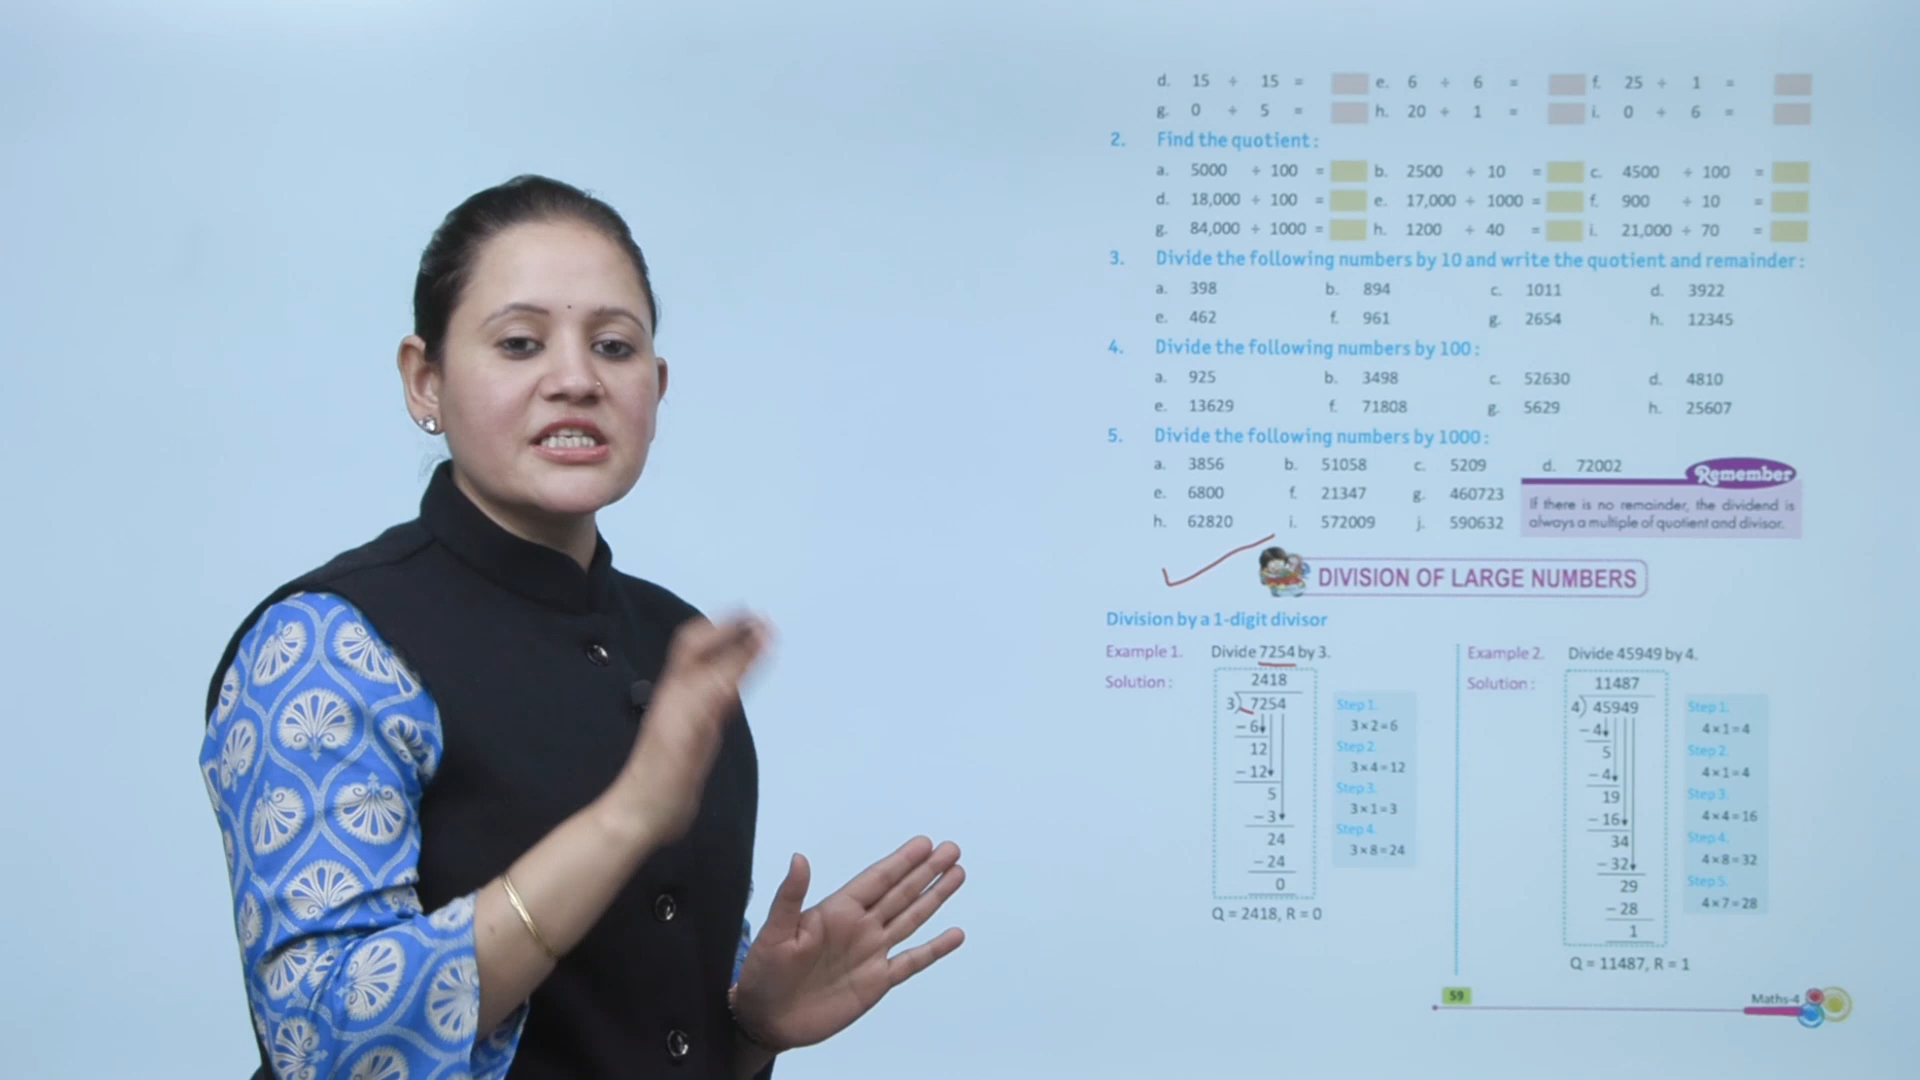 d. 15 ÷ 15 = e. 6 ÷ 6 = f. 25 ÷ 1 =
g. 0 ÷ 5 = h. 20 ÷ 1 = i. 0 ÷ 6 =
2. Find the quotient :
a. 5000 ÷ 100 = b. 2500 ÷ 10 = c. 4500 ÷ 100 =
d. 18,000 ÷ 100 = e. 17,000 ÷ 1000 = f. 900 ÷ 10 =
g. 84,000 ÷ 1000 = h. 1200 ÷ 40 = i. 21,000 ÷ 70 =
3. Divide the following numbers by 10 and write the quotient and remainder :
a. 398 b. 894 c. 1011 d. 3922
e. 462 f. 961 g. 2654 h. 12345
4. Divide the following numbers by 100 :
a. 925 b. 3498 c. 52630 d. 4810
e. 13629 f. 71808 g. 5629 h. 25607
5. Divide the following numbers by 1000 :
a. 3856 b. 51058 c. 5209 d. 72002
e. 6800 f. 21347 g. 460723
h. 62820 i. 572009 j. 590632
Remember
If there is no remainder, the dividend is
always a multiple of quotient and divisor.
DIVISION OF LARGE NUMBERS
Division by a 1-digit divisor
Example 1. Divide 7254 by 3.
Solution :
2418
3)7254
– 6
12
– 12
5
– 3
24
– 24
0
Step 1.
3×2=6
Step 2.
3×4=12
Step 3.
3×1=3
Step 4.
3×8=24
Q = 2418, R = 0
Example 2. Divide 45949 by 4.
Solution :
11487
4)45949
– 4
5
– 4
19
– 16
34
– 32
29
– 28
1
Step 1.
4×1=4
Step 2.
4×1=4
Step 3.
4×4=16
Step 4.
4×8=32
Step 5.
4×7=28
Q = 11487, R = 1
59
Maths-4